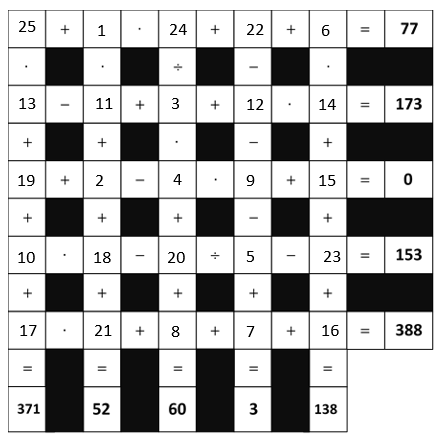 25 + 1 · 24 + 22 + 6 = 77
· · ÷ − ·
13 − 11 + 3 + 12 · 14 = 173
+ + · − +
19 + 2 − 4 · 9 + 15 = 0
+ + + − +
10 · 18 − 20 ÷ 5 − 23 = 153
+ + + + +
17 · 21 + 8 + 7 + 16 = 388
= = = = =
371 52 60 3 138